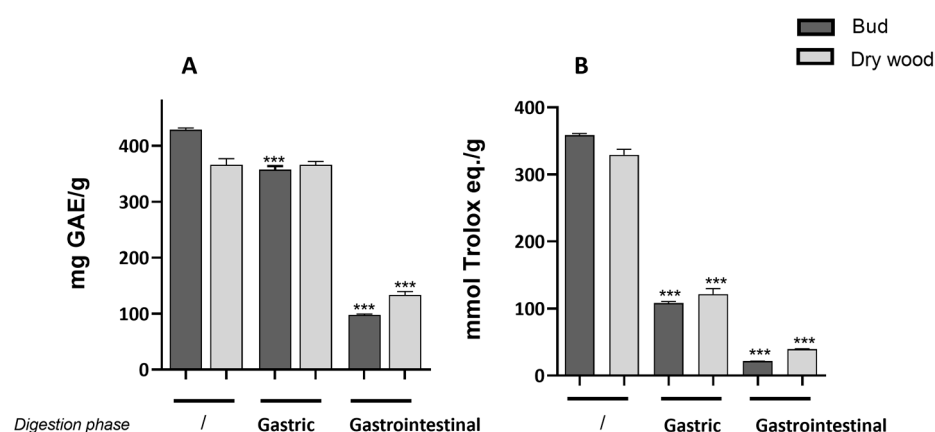 Bud
Dry wood
A
B
mg GAE/g
400
300
200
100
0
***
***
***
mmol Trolox eq./g
400
300
200
100
0
***
***
***
***
Digestion phase / Gastric Gastrointestinal / Gastric Gastrointestinal